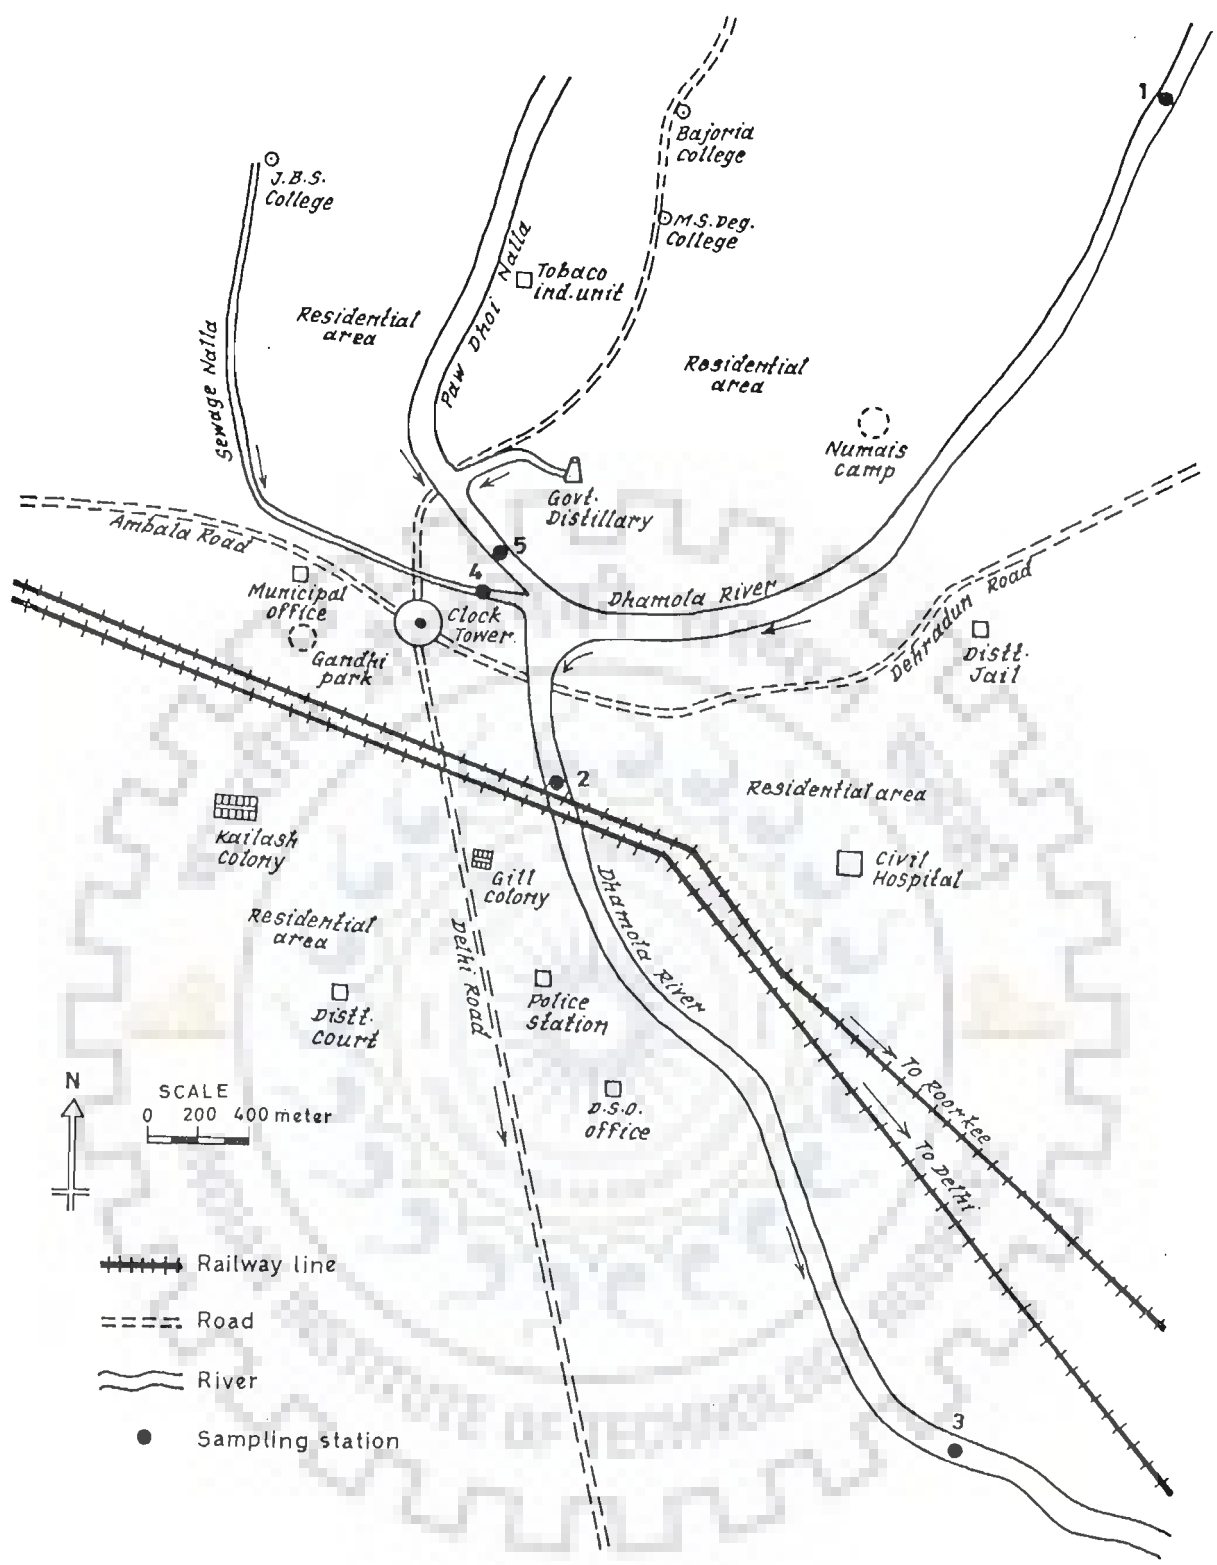 1
Bajoria
College
J.B.S.
College
M.S.Deg.
College
Paw Dhoi Nalla
Tobaco
ind.unit
Residential
area
Sewage Nalla
Residential
area
Numais
Camp
Govt.
Distillary
Ambala Road
5
4
Municipal
office
Clock
Tower.
Dhamola River
Dehradun Road
Distt.
Jail
Gandhi
park
2
Residential area
Kailash
Colony
Gill
colony
Civil
Hospital
Dhamola River
Residential
area
Delhi Road
Distt.
Court
Police
Station
N
SCALE
0 200 400 meter
D.S.O.
office
To Roorkee
To Delhi
Railway line
Road
River
3
Sampling station
INSTITUTE OF TECHNOLOGY